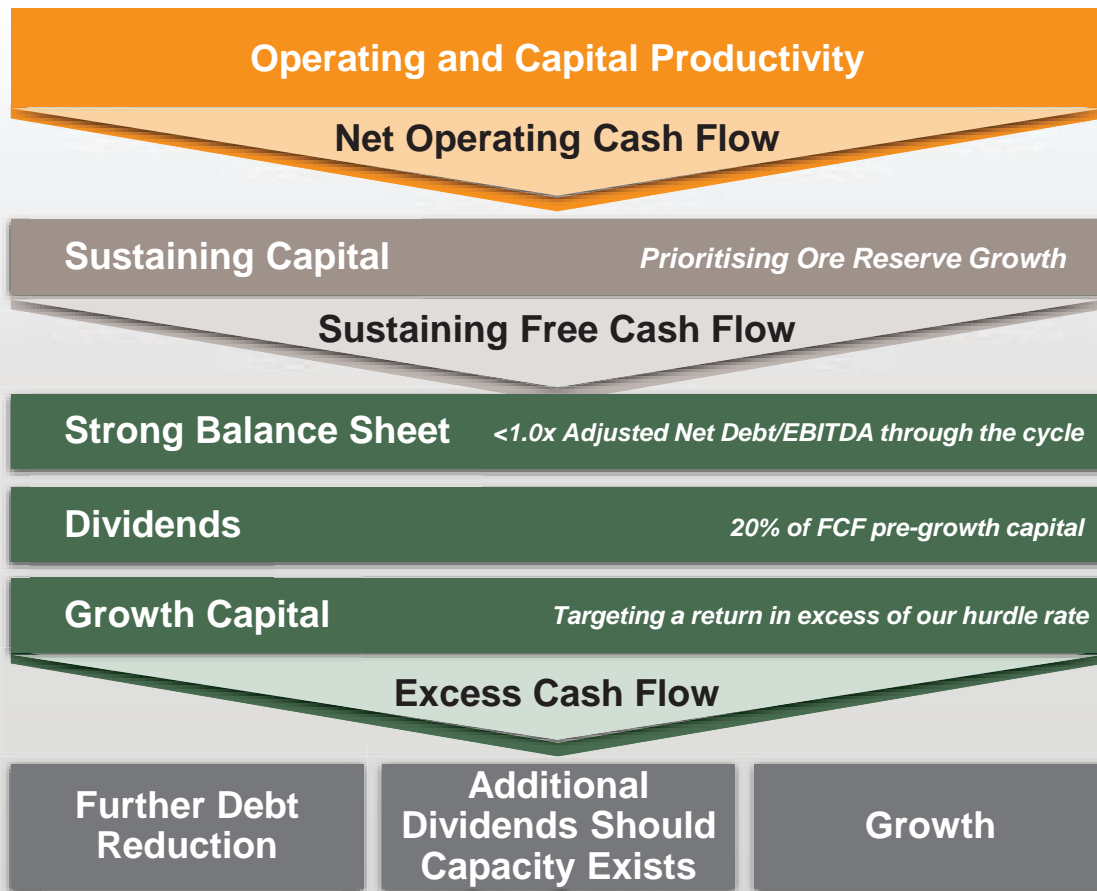 Operating and Capital Productivity
Net Operating Cash Flow
Sustaining Capital
Prioritising Ore Reserve Growth
Sustaining Free Cash Flow
Strong Balance Sheet
<1.0x Adjusted Net Debt/EBITDA through the cycle
Dividends
20% of FCF pre-growth capital
Growth Capital
Targeting a return in excess of our hurdle rate
Excess Cash Flow
Further Debt
Reduction
Additional
Dividends Should
Capacity Exists
Growth